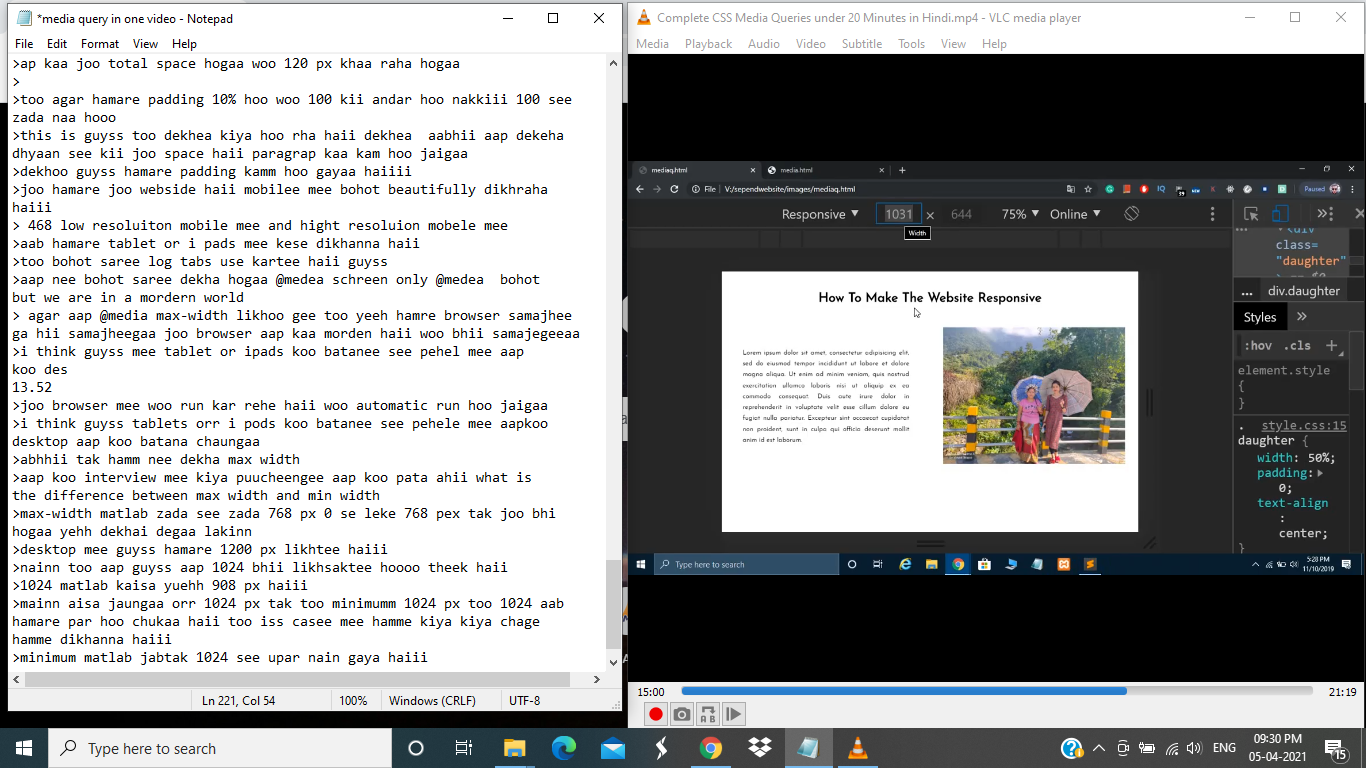 *media query in one video - Notepad
File Edit Format View Help
>ap kaa joo total space hogaa woo 120 px khaa raha hogaa
>
>too agar hamare padding 10% hoo woo 100 kii andar hoo nakkiii 100 see
zada naa hooo
>this is guyss too dekhea kiya hoo rha haii dekhea  aabhii aap dekeha
dhyaan see kii joo space haii paragrap kaa kam hoo jaigaa
>dekhoo guyss hamare padding kamm hoo gayaa haiiii
>joo hamare joo webside haii mobilee mee bohot beautifully dikhraha
haiii
> 468 low resoluiton mobile mee and hight resoluion mobele mee
>aab hamare tablet or i pads mee kese dikhanna haii
>too bohot saree log tabs use kartee haii guyss
>aap nee bohot saree dekha hogaa @medea schreen only @medea  bohot
but we are in a mordern world
> agar aap @media max-width likhoo gee too yeeh hamre browser samajhee
ga hii samajheegaa joo browser aap kaa morden haii woo bhii samajegeeaa
>i think guyss mee tablet or ipads koo batanee see pehel mee aap
koo des
13.52
>joo browser mee woo run kar rehe haii woo automatic run hoo jaigaa
>i think guyss tablets orr i pods koo batanee see pehele mee aapkoo
desktop aap koo batana chaungaa
>abhhii tak hamm nee dekha max width
>aap koo interview mee kiya puucheengee aap koo pata ahii what is
the difference between max width and min width
>max-width matlab zada see zada 768 px 0 se leke 768 pex tak joo bhi
hogaa yehh dekhai degaa lakinn
>desktop mee guyss hamare 1200 px likhtee haiii
>nainn too aap guyss aap 1024 bhii likhsaktee hoooo theek haii
>1024 matlab kaisa yuehh 908 px haiii
>mainn aisa jaungaa orr 1024 px tak too minimumm 1024 px too 1024 aab
hamare par hoo chukaa haii too iss casee mee hamme kiya kiya chage
hamme dikhanna haiii
>minimum matlab jabtak 1024 see upar nain gaya haiii
Ln 221, Col 54 100% Windows (CRLF) UTF-8
Complete CSS Media Queries under 20 Minutes in Hindi.mp4 - VLC media player
Media Playback Audio Video Subtitle Tools View Help
mediaq.html media.html
File V:/sependwebsite/images/mediaq.html Paused
Responsive 1031 × 644 75% Online
Width
How To Make The Website Responsive
Lorem ipsum dolor sit amet, consectetur adipisicing elit,
sed do eiusmod tempor incididunt ut labore et dolore
magna aliqua. Ut enim ad minim veniam, quis nostrud
exercitation ullamco laboris nisi ut aliquip ex ea
commodo consequat. Duis aute irure dolor in
reprehenderit in voluptate velit esse cillum dolore eu
fugiat nulla pariatur. Excepteur sint occaecat cupidatat
non proident, sunt in culpa qui officia deserunt mollit
anim id est laborum.
<div
class=
"daughter"
... div.daughter
Styles
:hov .cls +
element.style
{
}
. style.css:15
daughter {
width: 50%;
padding:
0;
text-align
:
center;
}
Type here to search
5:28 PM
11/10/2019
15:00 21:19
Type here to search
ENG
09:30 PM
05-04-2021
15